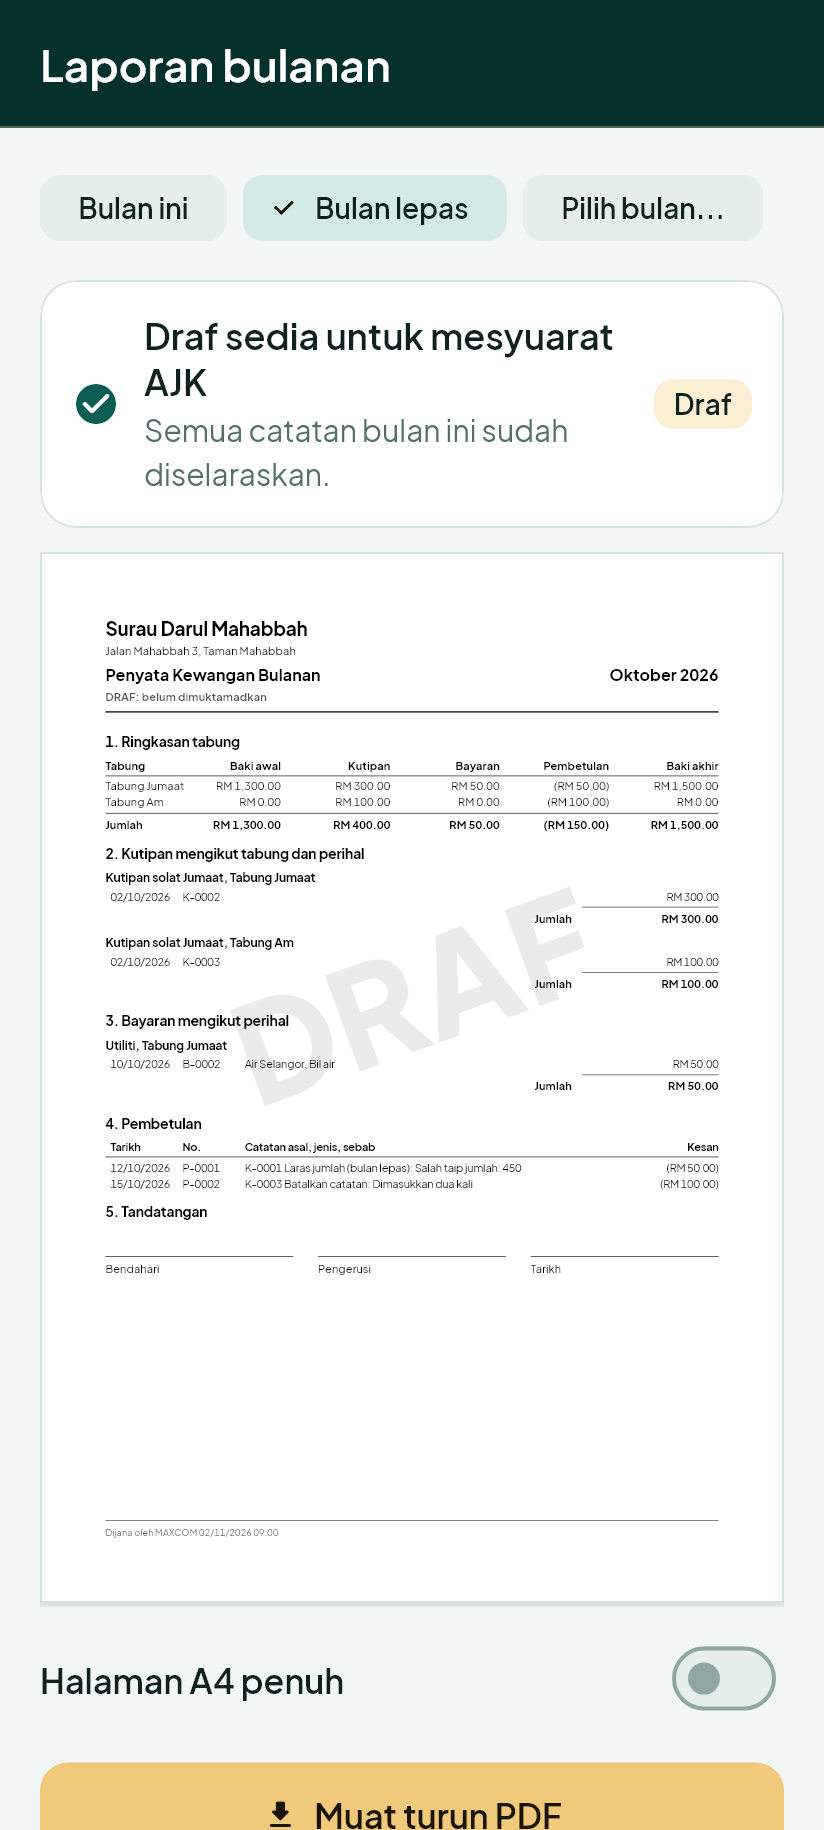 Laporan bulanan
Bulan ini
Bulan lepas
Pilih bulan...
Draf sedia untuk mesyuarat
AJK
Semua catatan bulan ini sudah
diselaraskan.
Draf
Surau Darul Mahabbah
Jalan Mahabbah 3, Taman Mahabbah
Penyata Kewangan Bulanan Oktober 2026
DRAF: belum dimuktamadkan
1. Ringkasan tabung
Tabung Baki awal Kutipan Bayaran Pembetulan Baki akhir
Tabung Jumaat RM 1,300.00 RM 300.00 RM 50.00 (RM 50.00) RM 1,500.00
Tabung Am RM 0.00 RM 100.00 RM 0.00 (RM 100.00) RM 0.00
Jumlah RM 1,300.00 RM 400.00 RM 50.00 (RM 150.00) RM 1,500.00
2. Kutipan mengikut tabung dan perihal
Kutipan solat Jumaat, Tabung Jumaat
02/10/2026 K-0002 RM 300.00
Jumlah RM 300.00
Kutipan solat Jumaat, Tabung Am
02/10/2026 K-0003 RM 100.00
Jumlah RM 100.00
DRAF
3. Bayaran mengikut perihal
Utiliti, Tabung Jumaat
10/10/2026 B-0002 Air Selangor, Bil air RM 50.00
Jumlah RM 50.00
4. Pembetulan
Tarikh No. Catatan asal, jenis, sebab Kesan
12/10/2026 P-0001 K-0001 Laras jumlah (bulan lepas): Salah taip jumlah: 450 (RM 50.00)
15/10/2026 P-0002 K-0003 Batalkan catatan: Dimasukkan dua kali (RM 100.00)
5. Tandatangan
Bendahari Pengerusi Tarikh
Dijana oleh MAXCOM 02/11/2026 09:00
Halaman A4 penuh
Muat turun PDF